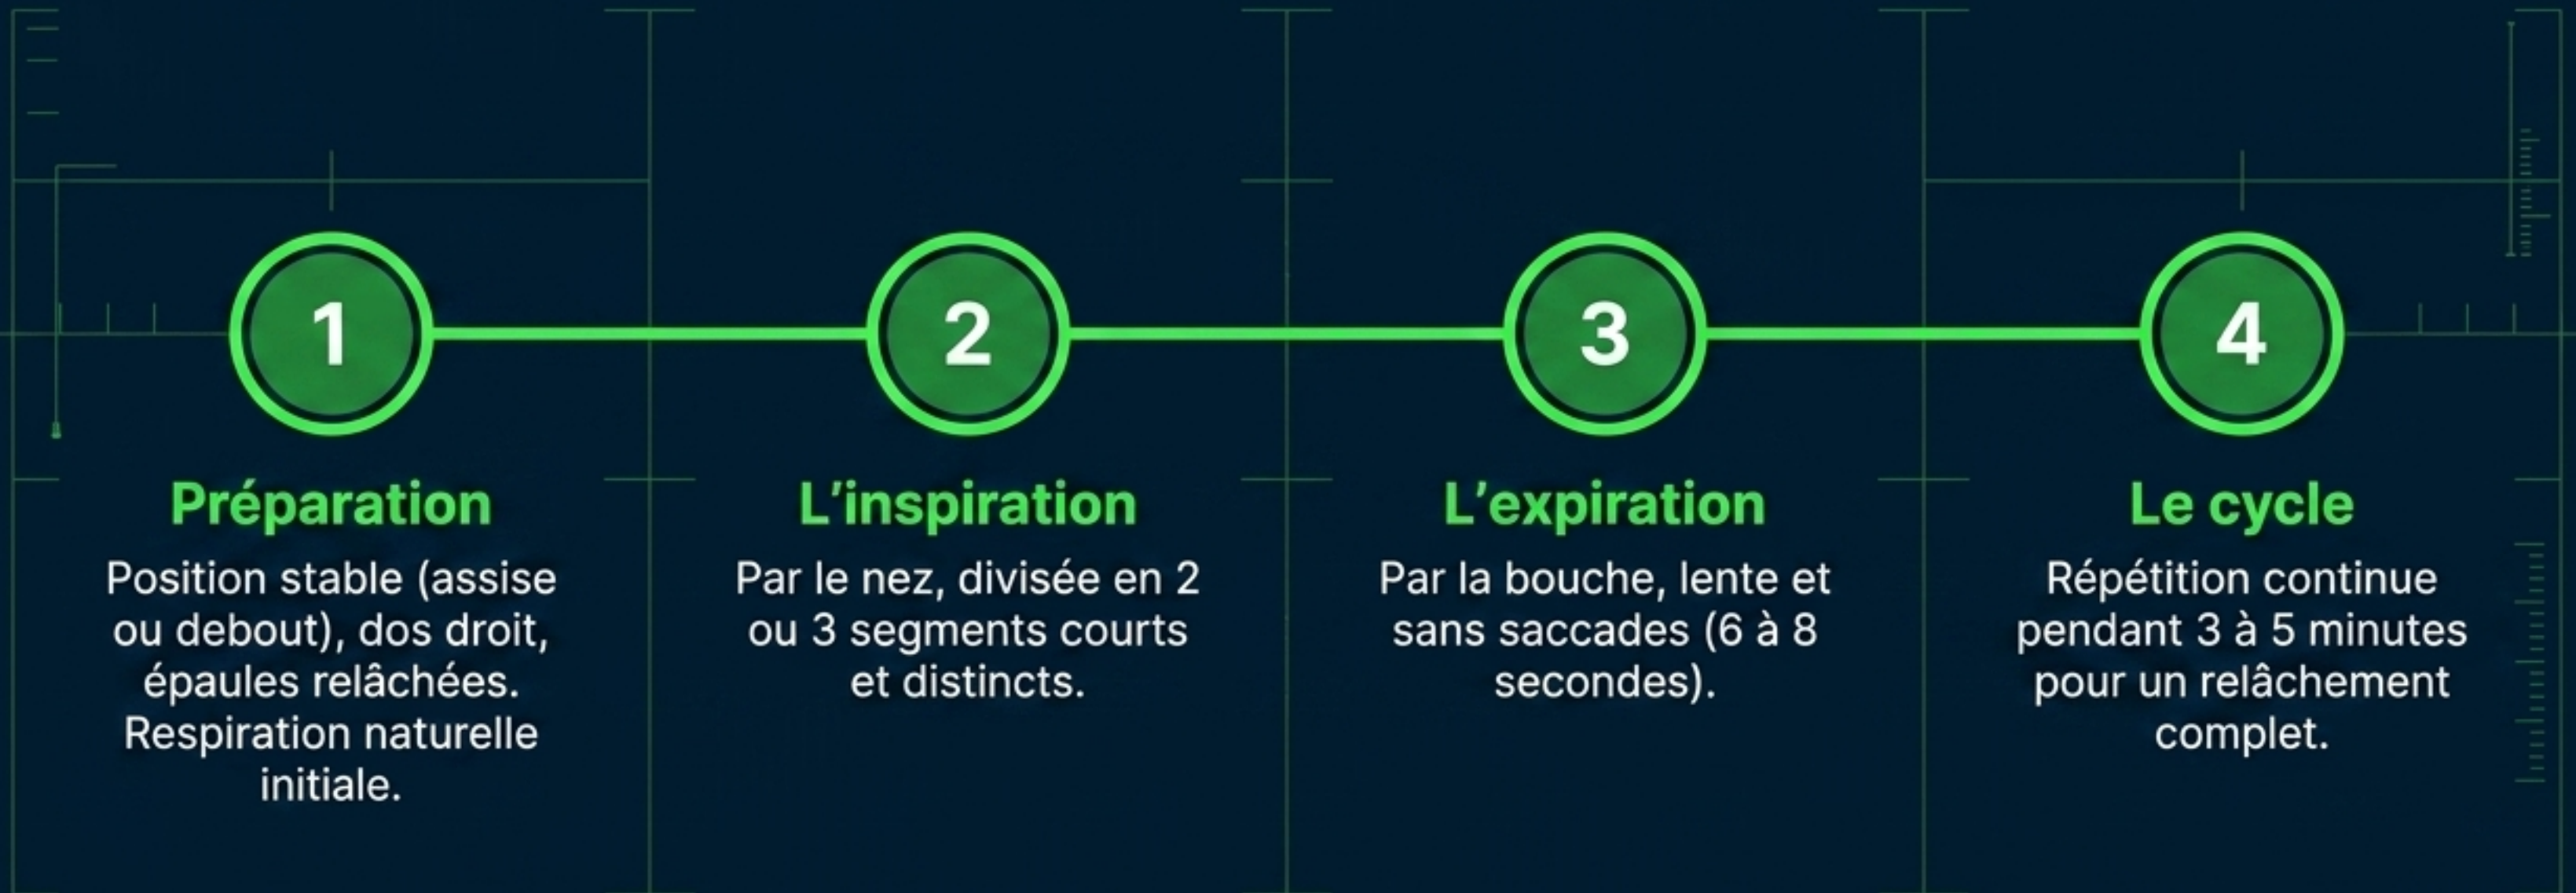 1
2
3
4
Préparation
Position stable (assise
ou debout), dos droit,
épaules relâchées.
Respiration naturelle
initiale.
L’inspiration
Par le nez, divisée en 2
ou 3 segments courts
et distincts.
L’expiration
Par la bouche, lente et
sans saccades (6 à 8
secondes).
Le cycle
Répétition continue
pendant 3 à 5 minutes
pour un relâchement
complet.